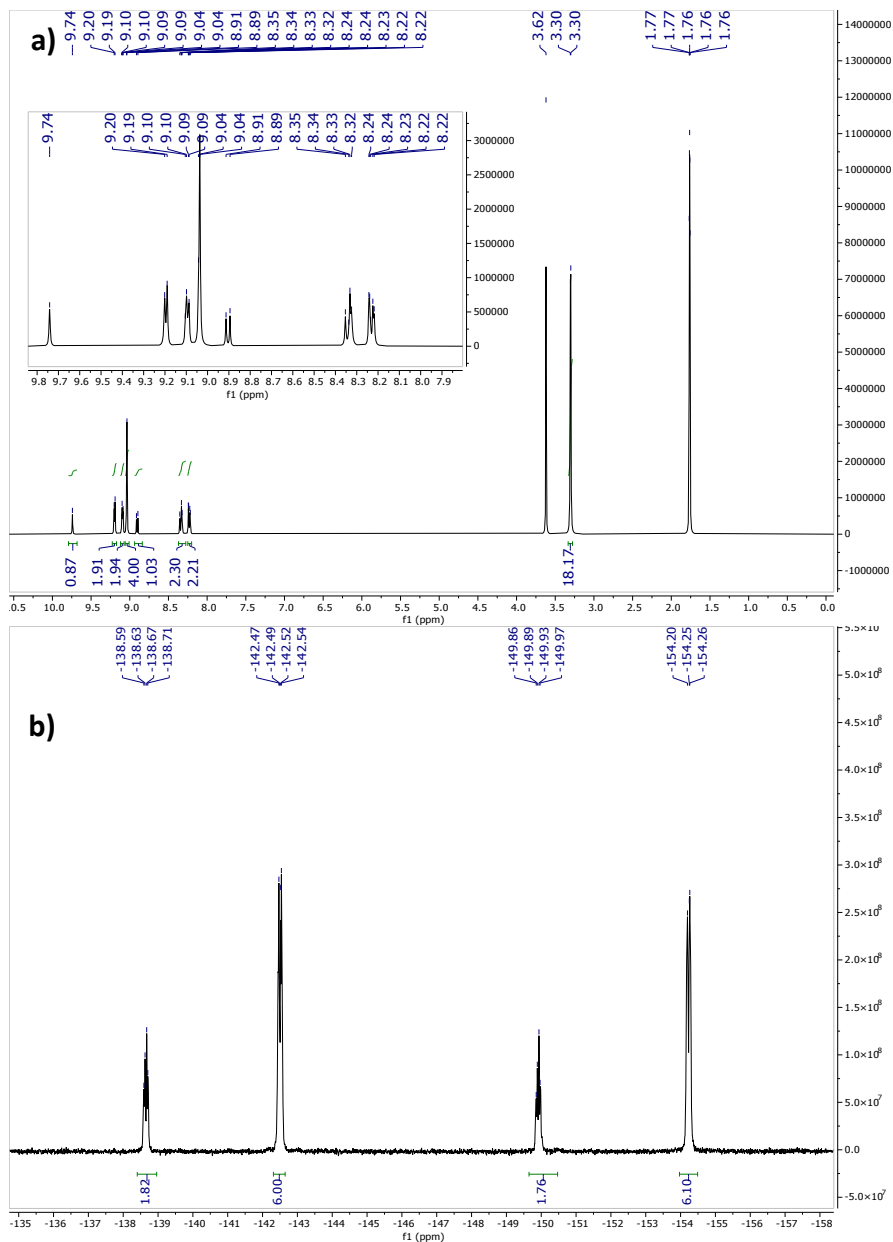 a)
9.74 9.20 9.19 9.10 9.10 9.09 9.09 9.04 9.04 8.91 8.89 8.35 8.34 8.33 8.32 8.24 8.24 8.23 8.22 8.22 3.62 3.30 3.30 1.77 1.77 1.76 1.76 1.76
14000000
13000000
12000000
11000000
10000000
9000000
8000000
7000000
6000000
5000000
4000000
3000000
2000000
1000000
0
-1000000
9.74 9.20 9.19 9.10 9.10 9.09 9.09 9.04 9.04 8.91 8.89 8.35 8.34 8.33 8.32 8.24 8.24 8.23 8.22 8.22
3000000
2500000
2000000
1500000
1000000
500000
0
9.8 9.7 9.6 9.5 9.4 9.3 9.2 9.1 9.0 8.9 8.8 8.7 8.6 8.5 8.4 8.3 8.2 8.1 8.0 7.9
f1 (ppm)
0.87 1.91 1.94 4.00 1.03 2.30 2.21 18.17
10.5 10.0 9.5 9.0 8.5 8.0 7.5 7.0 6.5 6.0 5.5 5.0 4.5 4.0 3.5 3.0 2.5 2.0 1.5 1.0 0.5 0.0
f1 (ppm)
b)
-138.59 -138.63 -138.67 -138.71 -142.47 -142.49 -142.52 -142.54 -149.86 -149.89 -149.93 -149.97 -154.20 -154.25 -154.26
5.5×10
5.0×10⁸
4.5×10⁸
4.0×10⁸
3.5×10⁸
3.0×10⁸
2.5×10⁸
2.0×10⁸
1.5×10⁸
1.0×10⁸
5.0×10⁷
0.0
-5.0×10⁷
1.82 6.00 1.76 6.10
-135 -136 -137 -138 -139 -140 -141 -142 -143 -144 -145 -146 -147 -148 -149 -150 -151 -152 -153 -154 -155 -156 -157 -158
f1 (ppm)